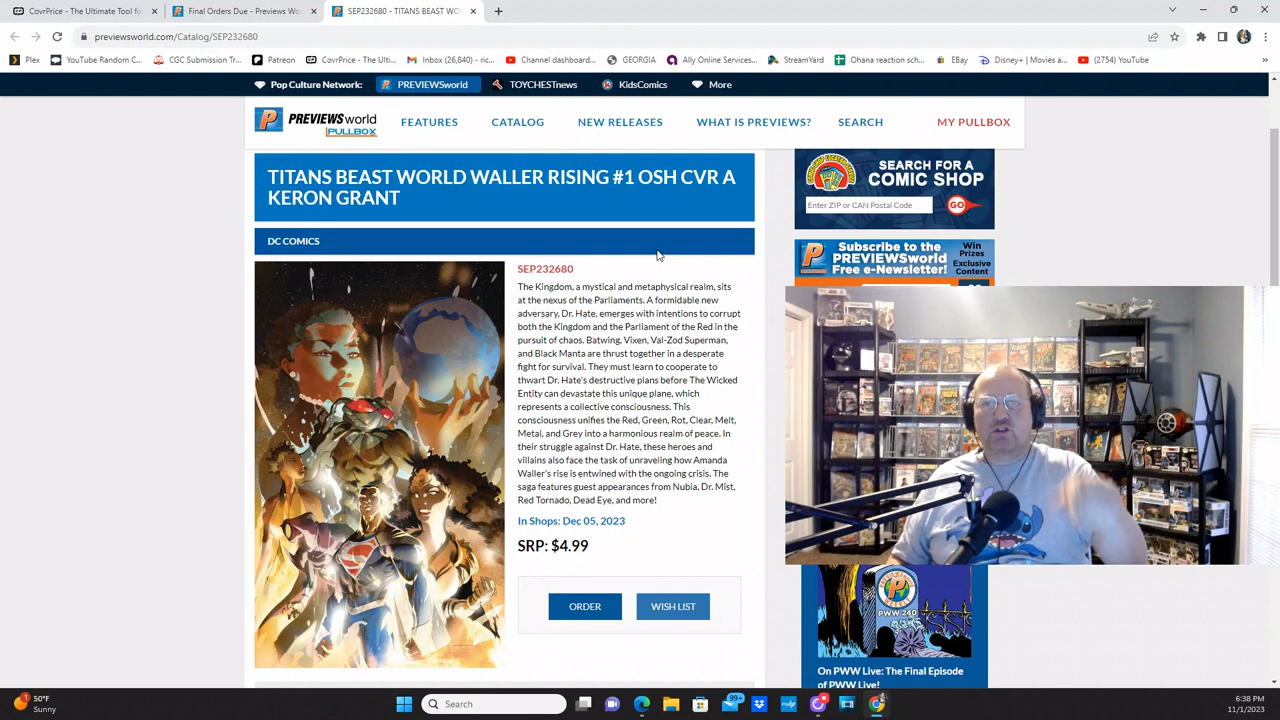 CovrPrice - The Ultimate Tool fo
Final Orders Due - Previews Wo
SEP232680 - TITANS BEAST WO
previewsworld.com/Catalog/SEP232680
Plex
YouTube Random C...
CGC Submission Tr...
Patreon
CovrPrice - The Ulti...
Inbox (26,840) - ric...
Channel dashboard...
GEORGIA
Ally Online Services...
StreamYard
Ohana reaction sch...
EBay
Disney+ | Movies a...
(2754) YouTube
Pop Culture Network:
PREVIEWSworld
TOYCHESTnews
KidsComics
More
PREVIEWSworld
PULLBOX
FEATURES
CATALOG
NEW RELEASES
WHAT IS PREVIEWS?
SEARCH
MY PULLBOX
TITANS BEAST WORLD WALLER RISING #1 OSH CVR A
KERON GRANT
DC COMICS
SEP232680
The Kingdom, a mystical and metaphysical realm, sits
at the nexus of the Parliaments. A formidable new
adversary, Dr. Hate, emerges with intentions to corrupt
both the Kingdom and the Parliament of the Red in the
pursuit of chaos. Batwing, Vixen, Val-Zod Superman,
and Black Manta are thrust together in a desperate
fight for survival. They must learn to cooperate to
thwart Dr. Hate's destructive plans before The Wicked
Entity can devastate this unique plane, which
represents a collective consciousness. This
consciousness unifies the Red, Green, Rot, Clear, Melt,
Metal, and Grey into a harmonious realm of peace. In
their struggle against Dr. Hate, these heroes and
villains also face the task of unraveling how Amanda
Waller's rise is entwined with the ongoing crisis. The
saga features guest appearances from Nubia, Dr. Mist,
Red Tornado, Dead Eye, and more!
In Shops: Dec 05, 2023
SRP: $4.99
ORDER
WISH LIST
SEARCH FOR A
COMIC SHOP
Enter ZIP or CAN Postal Code
GO
Subscribe to the
PREVIEWSworld
Free e-Newsletter!
Win
Prizes
Exclusive
Content
PWW 240
On PWW Live: The Final Episode
of PWW Live!
50°F
Sunny
Search
99+
6:38 PM
11/1/2023